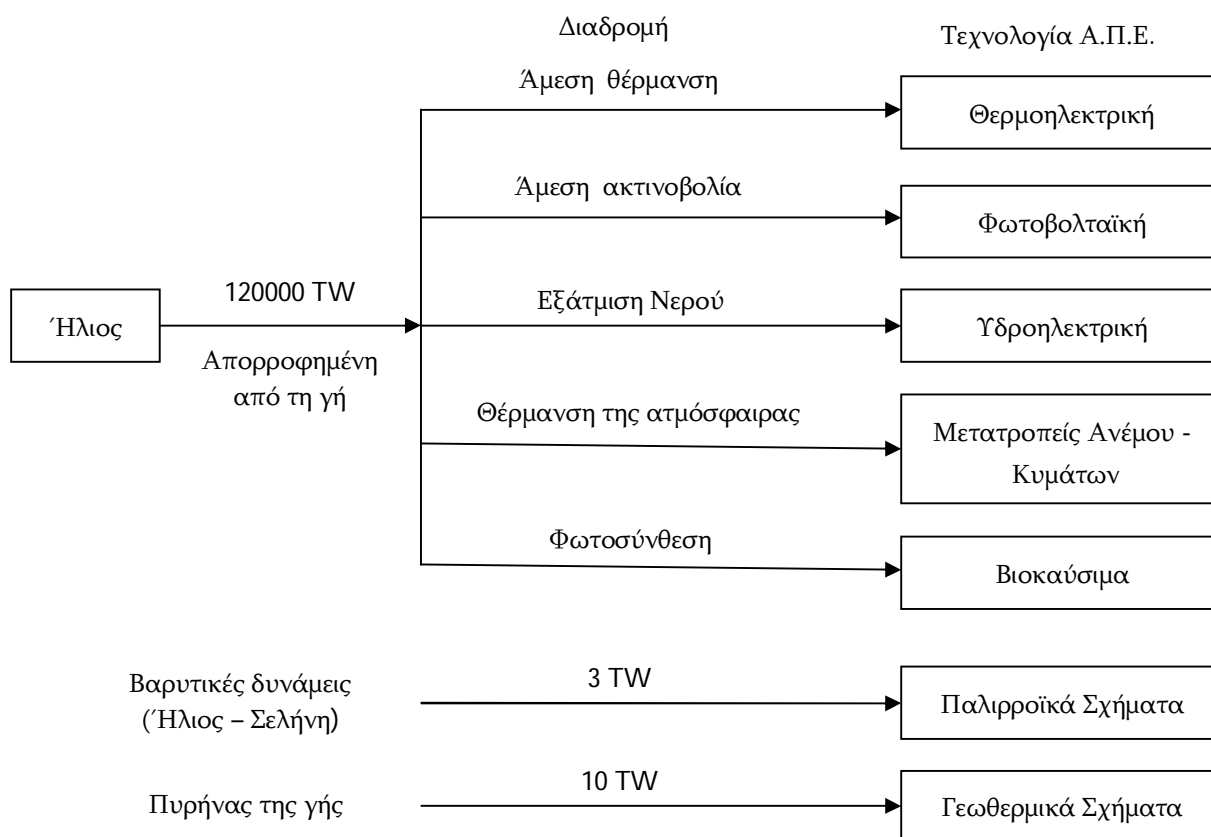 Διαδρομή
Τεχνολογία Α.Π.Ε.
Άμεση θέρμανση
Θερμοηλεκτρική
Άμεση ακτινοβολία
Φωτοβολταϊκή
120000 TW
Εξάτμιση Νερού
Ήλιος
Υδροηλεκτρική
Απορροφημένη
από τη γή
Θέρμανση της ατμόσφαιρας
Μετατροπείς Ανέμου -
Κυμάτων
Φωτοσύνθεση
Βιοκαύσιμα
Βαρυτικές δυνάμεις
(Ήλιος – Σελήνη)
3 TW
Παλιρροϊκά Σχήματα
Πυρήνας της γής
10 TW
Γεωθερμικά Σχήματα